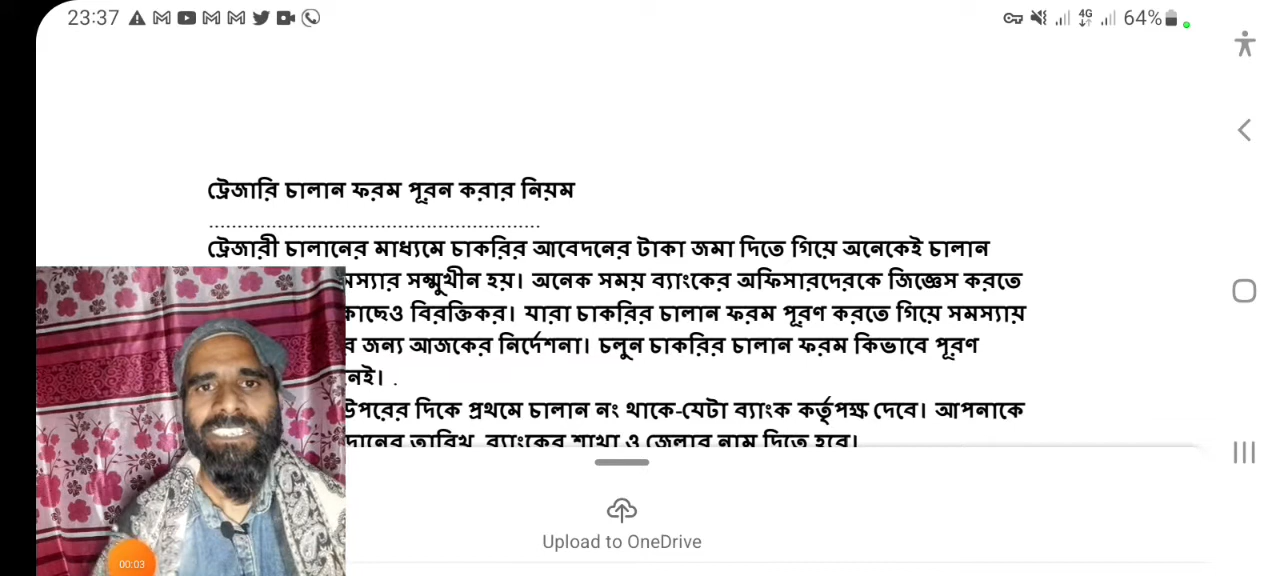 23:37
4G
64%
ট্রেজারি চালান ফরম পূরন করার নিয়ম
......................................................
ট্রেজারী চালানের মাধ্যমে চাকরির আবেদনের টাকা জমা দিতে গিয়ে অনেকেই চালান
সম্মুখীন হয়। অনেক সময় ব্যাংকের অফিসারদেরকে জিজ্ঞেস করতে
বিরক্তিকর। যারা চাকরির চালান ফরম পূরণ করতে গিয়ে সমস্যায়
জন্য আজকের নির্দেশনা। চলুন চাকরির চালান ফরম কিভাবে পূরণ
নেই। .
উপরের দিকে প্রথমে চালান নং থাকে-যেটা ব্যাংক কর্তৃপক্ষ দেবে। আপনাকে
তারিখ, ব্যাংকের শাখা ও জেলার নাম দিতে হবে।
Upload to OneDrive
00:03